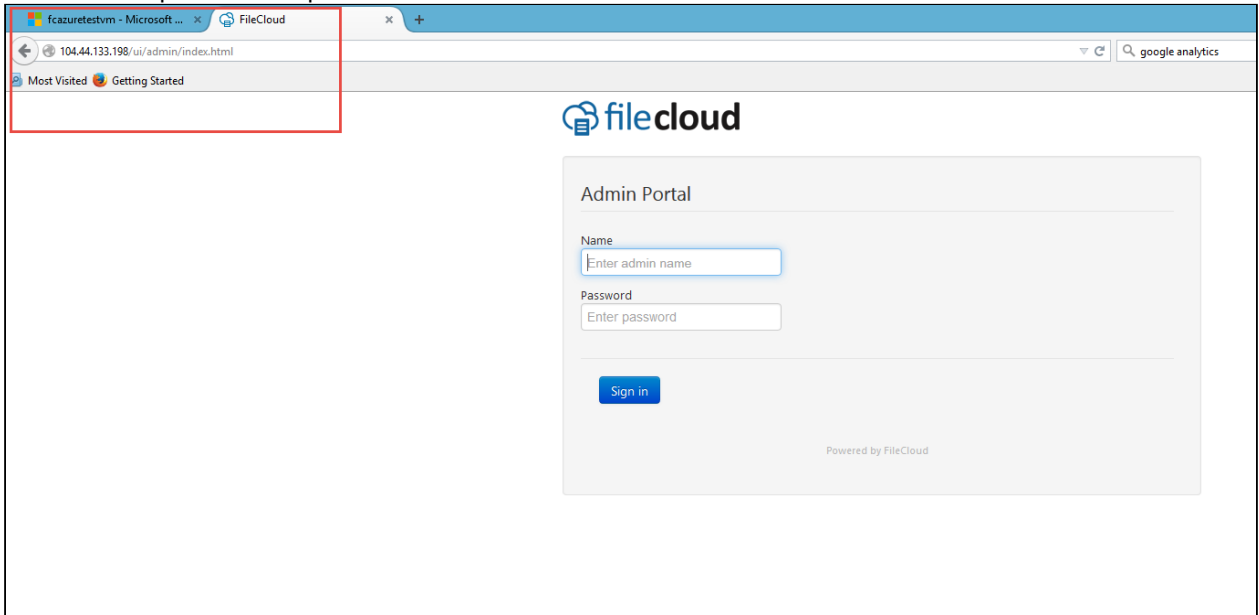 fcazuretestvm - Microsoft ... × FileCloud × +
104.44.133.198/ui/admin/index.html google analytics
Most Visited Getting Started
filecloud
Admin Portal
Name
Enter admin name
Password
Enter password
Sign in
Powered by FileCloud